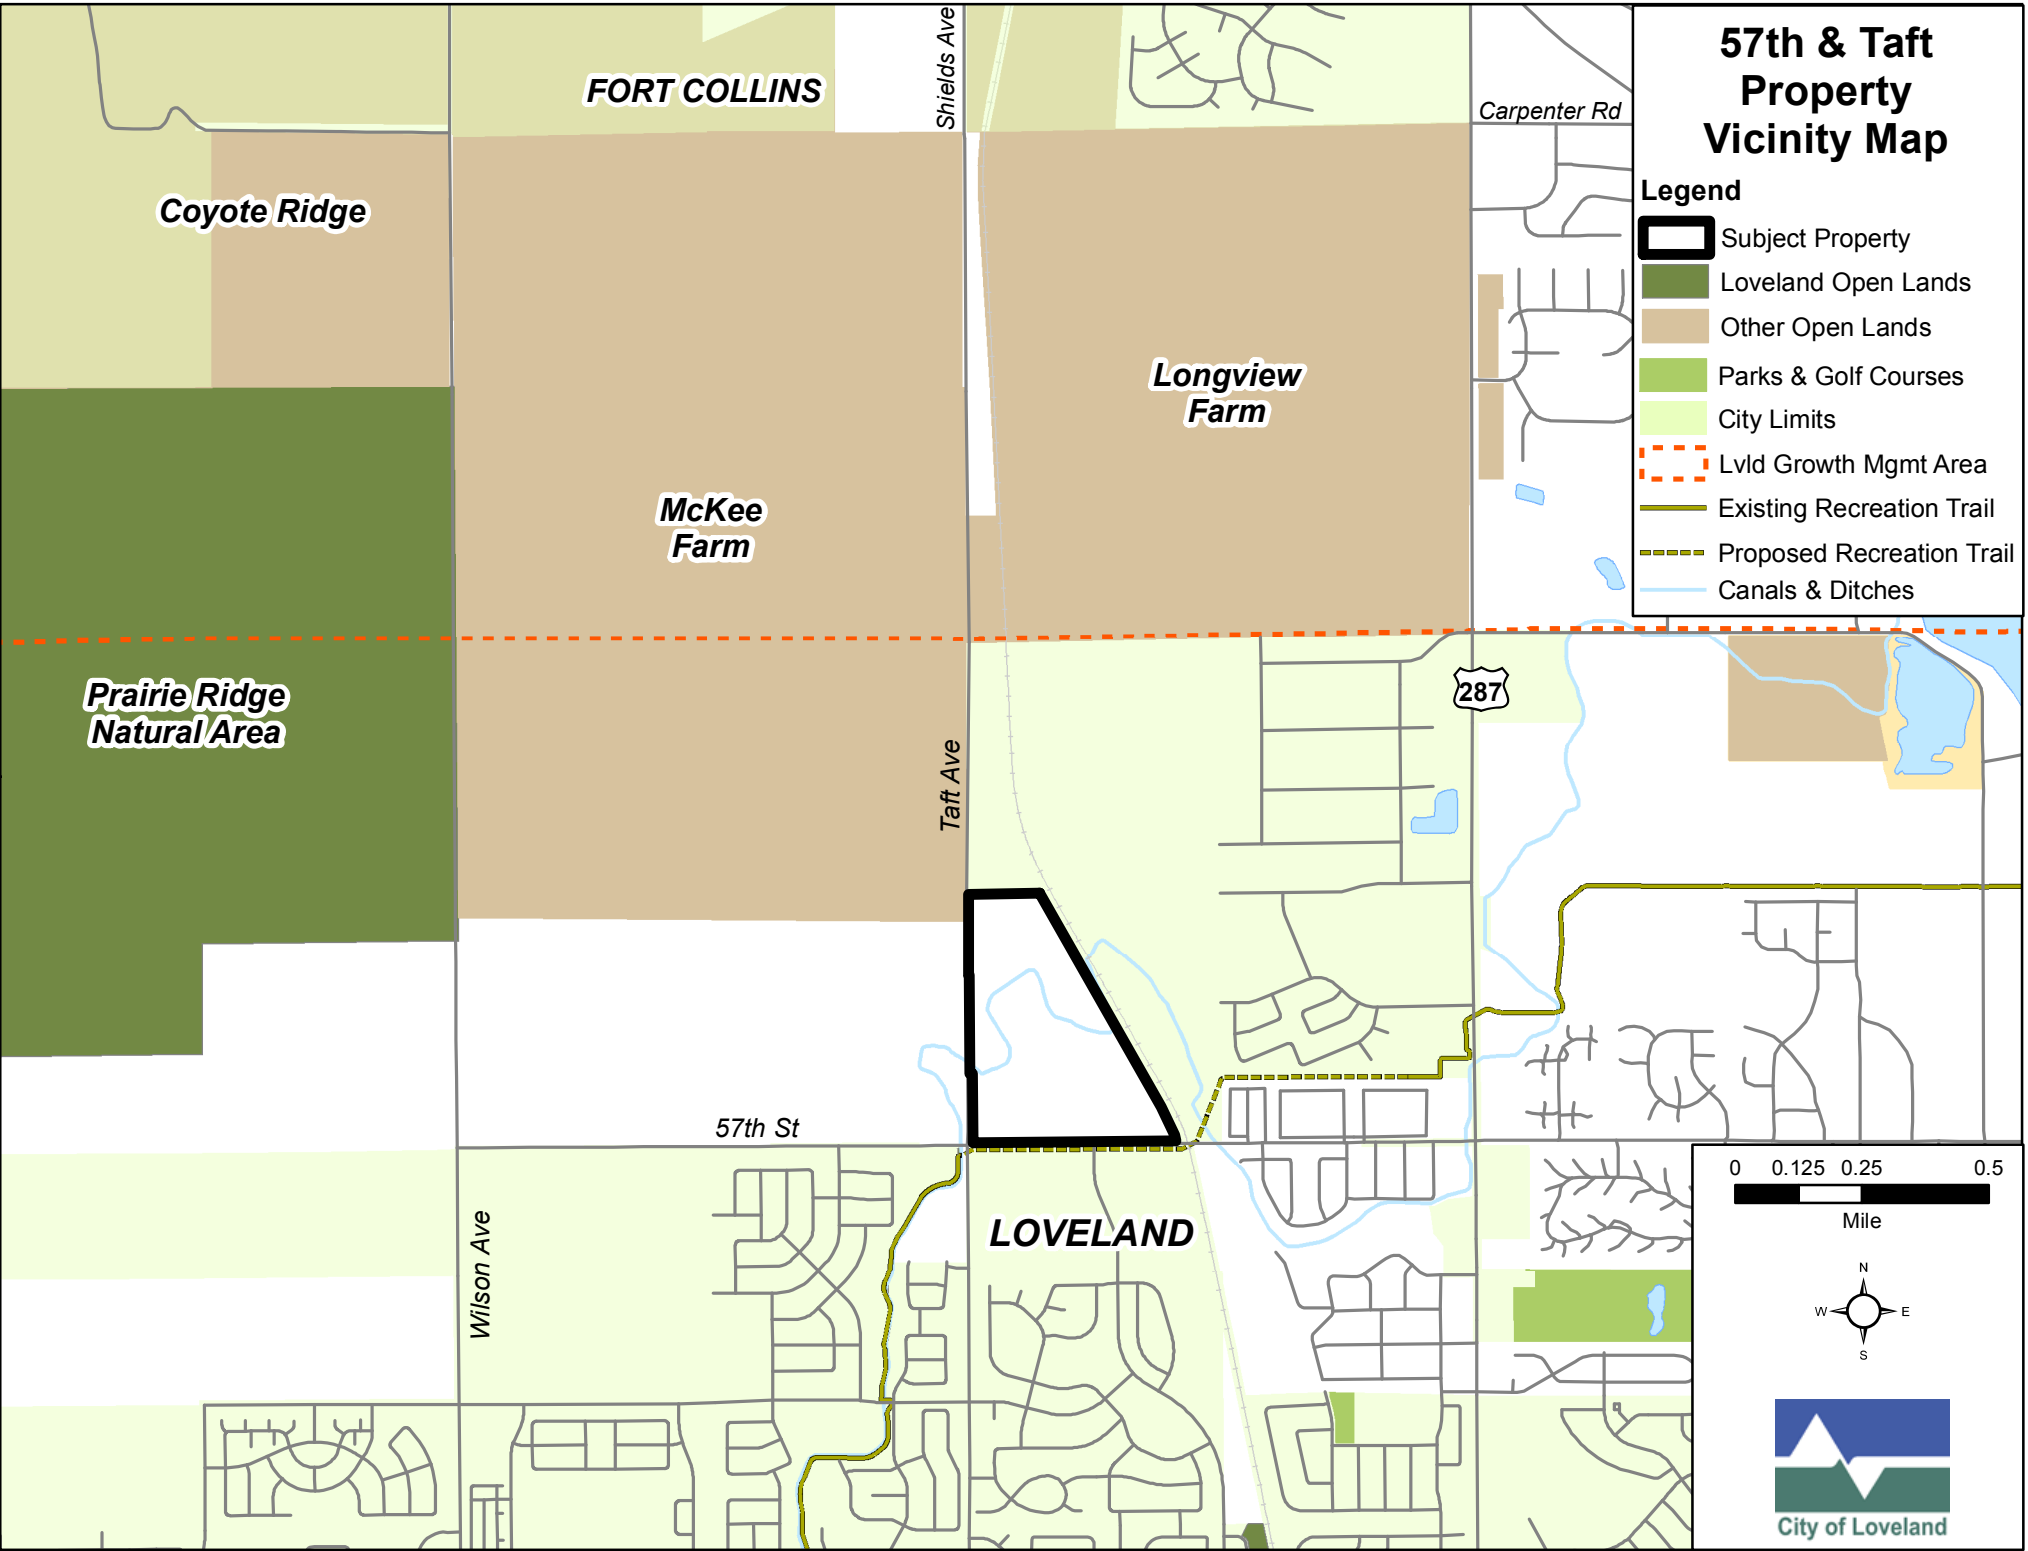 57th & Taft
Property
Vicinity Map
Legend
Subject Property
Loveland Open Lands
Other Open Lands
Parks & Golf Courses
City Limits
Lvld Growth Mgmt Area
Existing Recreation Trail
Proposed Recreation Trail
Canals & Ditches
FORT COLLINS
Shields Ave
Carpenter Rd
Coyote Ridge
Longview
Farm
McKee
Farm
Prairie Ridge
Natural Area
287
Taft Ave
57th St
LOVELAND
Wilson Ave
0 0.125 0.25 0.5
Mile
N
W E
S
City of Loveland